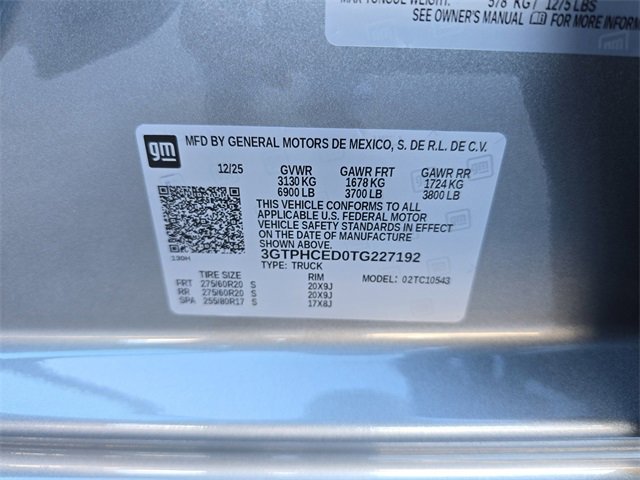 578 KG / 1275 LBS
SEE OWNER'S MANUAL FOR MORE INFORMATION
gm
MFD BY GENERAL MOTORS DE MEXICO, S. DE R.L. DE C.V.
12/25 GVWR GAWR FRT GAWR RR
3130 KG 1678 KG 1724 KG
6900 LB 3700 LB 3800 LB
THIS VEHICLE CONFORMS TO ALL
APPLICABLE U.S. FEDERAL MOTOR
VEHICLE SAFETY STANDARDS IN EFFECT
ON THE DATE OF MANUFACTURE
SHOWN ABOVE.
130H
3GTPHCED0TG227192
TYPE: TRUCK
TIRE SIZE RIM MODEL: 02TC10543
FRT 275/60R20 S 20X9J
RR 275/60R20 S 20X9J
SPA 255/80R17 S 17X8J